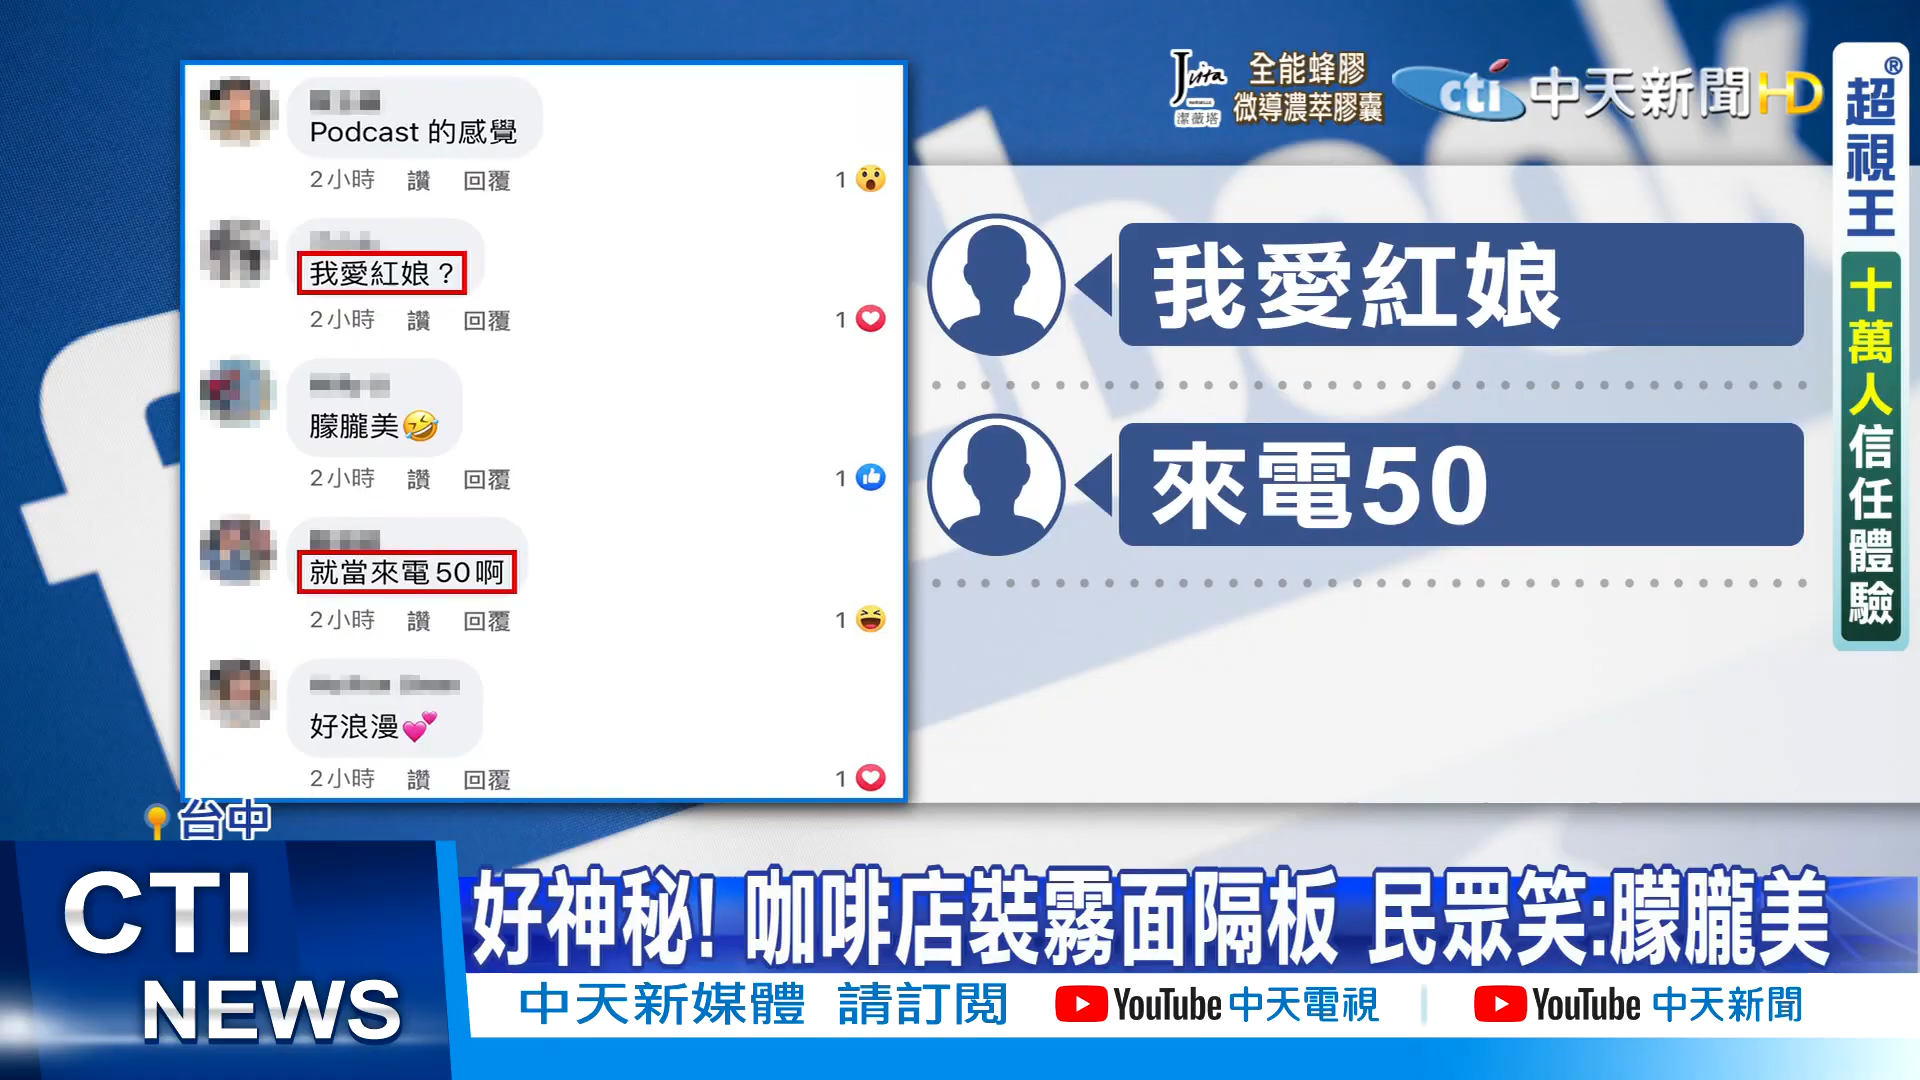 Podcast 的感覺
2小時 讚 回覆 1
我愛紅娘？
2小時 讚 回覆 1
朦朧美🤣
2小時 讚 回覆 1
就當來電50啊
2小時 讚 回覆 1
好浪漫💕
2小時 讚 回覆 1
Jvita
MARSEILLE
潔薇塔
全能蜂膠
微導濃萃膠囊
cti 中天新聞HD
超視王®
十萬人信任體驗
我愛紅娘
來電50
台中
CTI NEWS
好神秘! 咖啡店裝霧面隔板 民眾笑:朦朧美
中天新媒體 請訂閱 YouTube 中天電視 YouTube 中天新聞